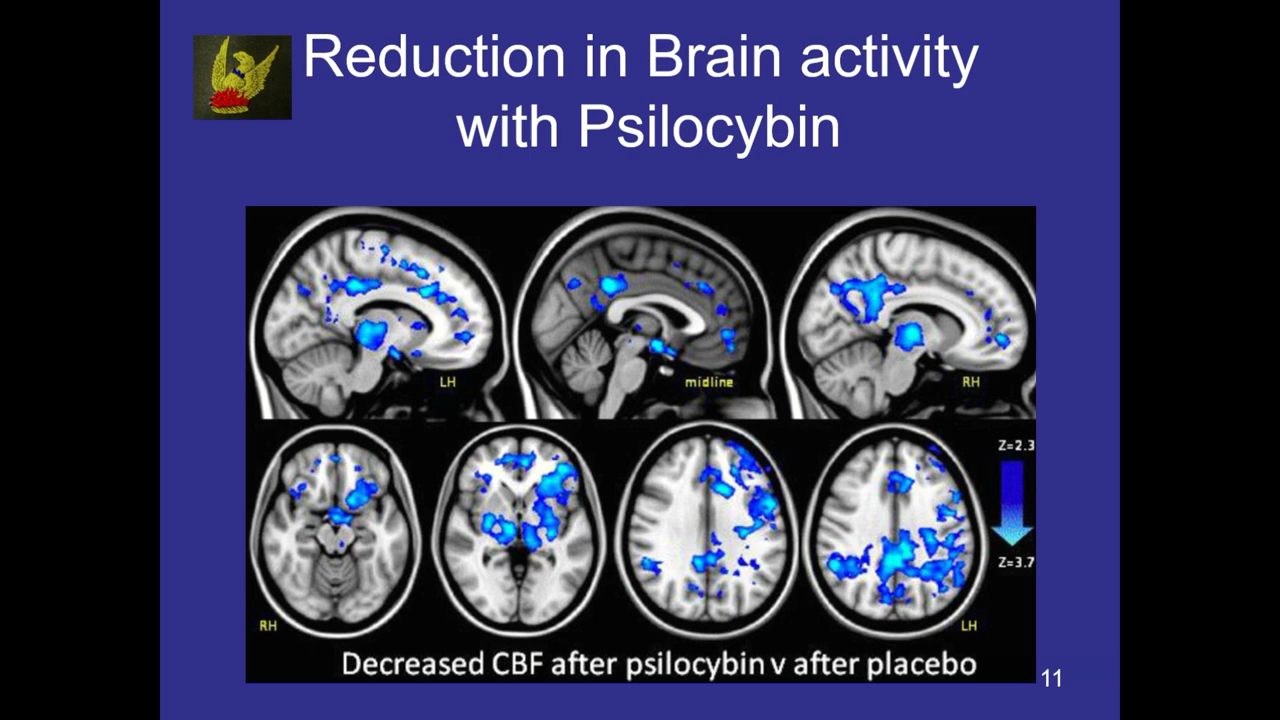 Reduction in Brain activity
with Psilocybin
LH
midline
RH
Z=2.3
Z=3.7
RH
LH
Decreased CBF after psilocybin v after placebo
11